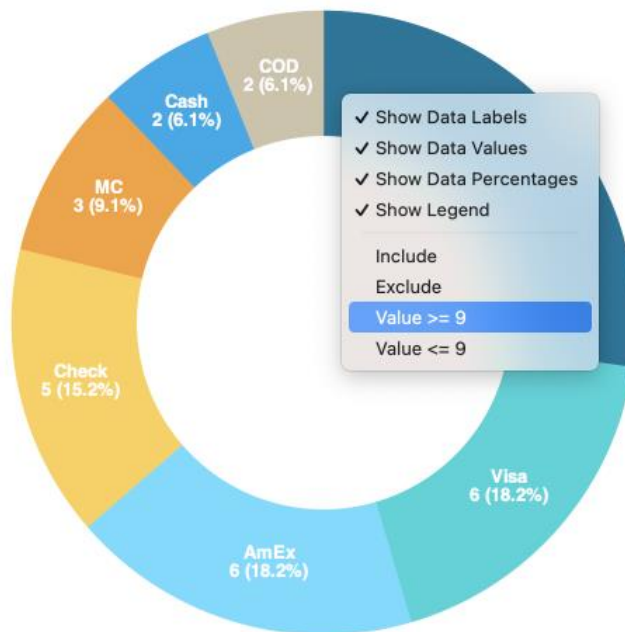 COD
2 (6.1%)
Cash
2 (6.1%)
MC
3 (9.1%)
Check
5 (15.2%)
AmEx
6 (18.2%)
Visa
6 (18.2%)
✓ Show Data Labels
✓ Show Data Values
✓ Show Data Percentages
✓ Show Legend
Include
Exclude
Value >= 9
Value <= 9